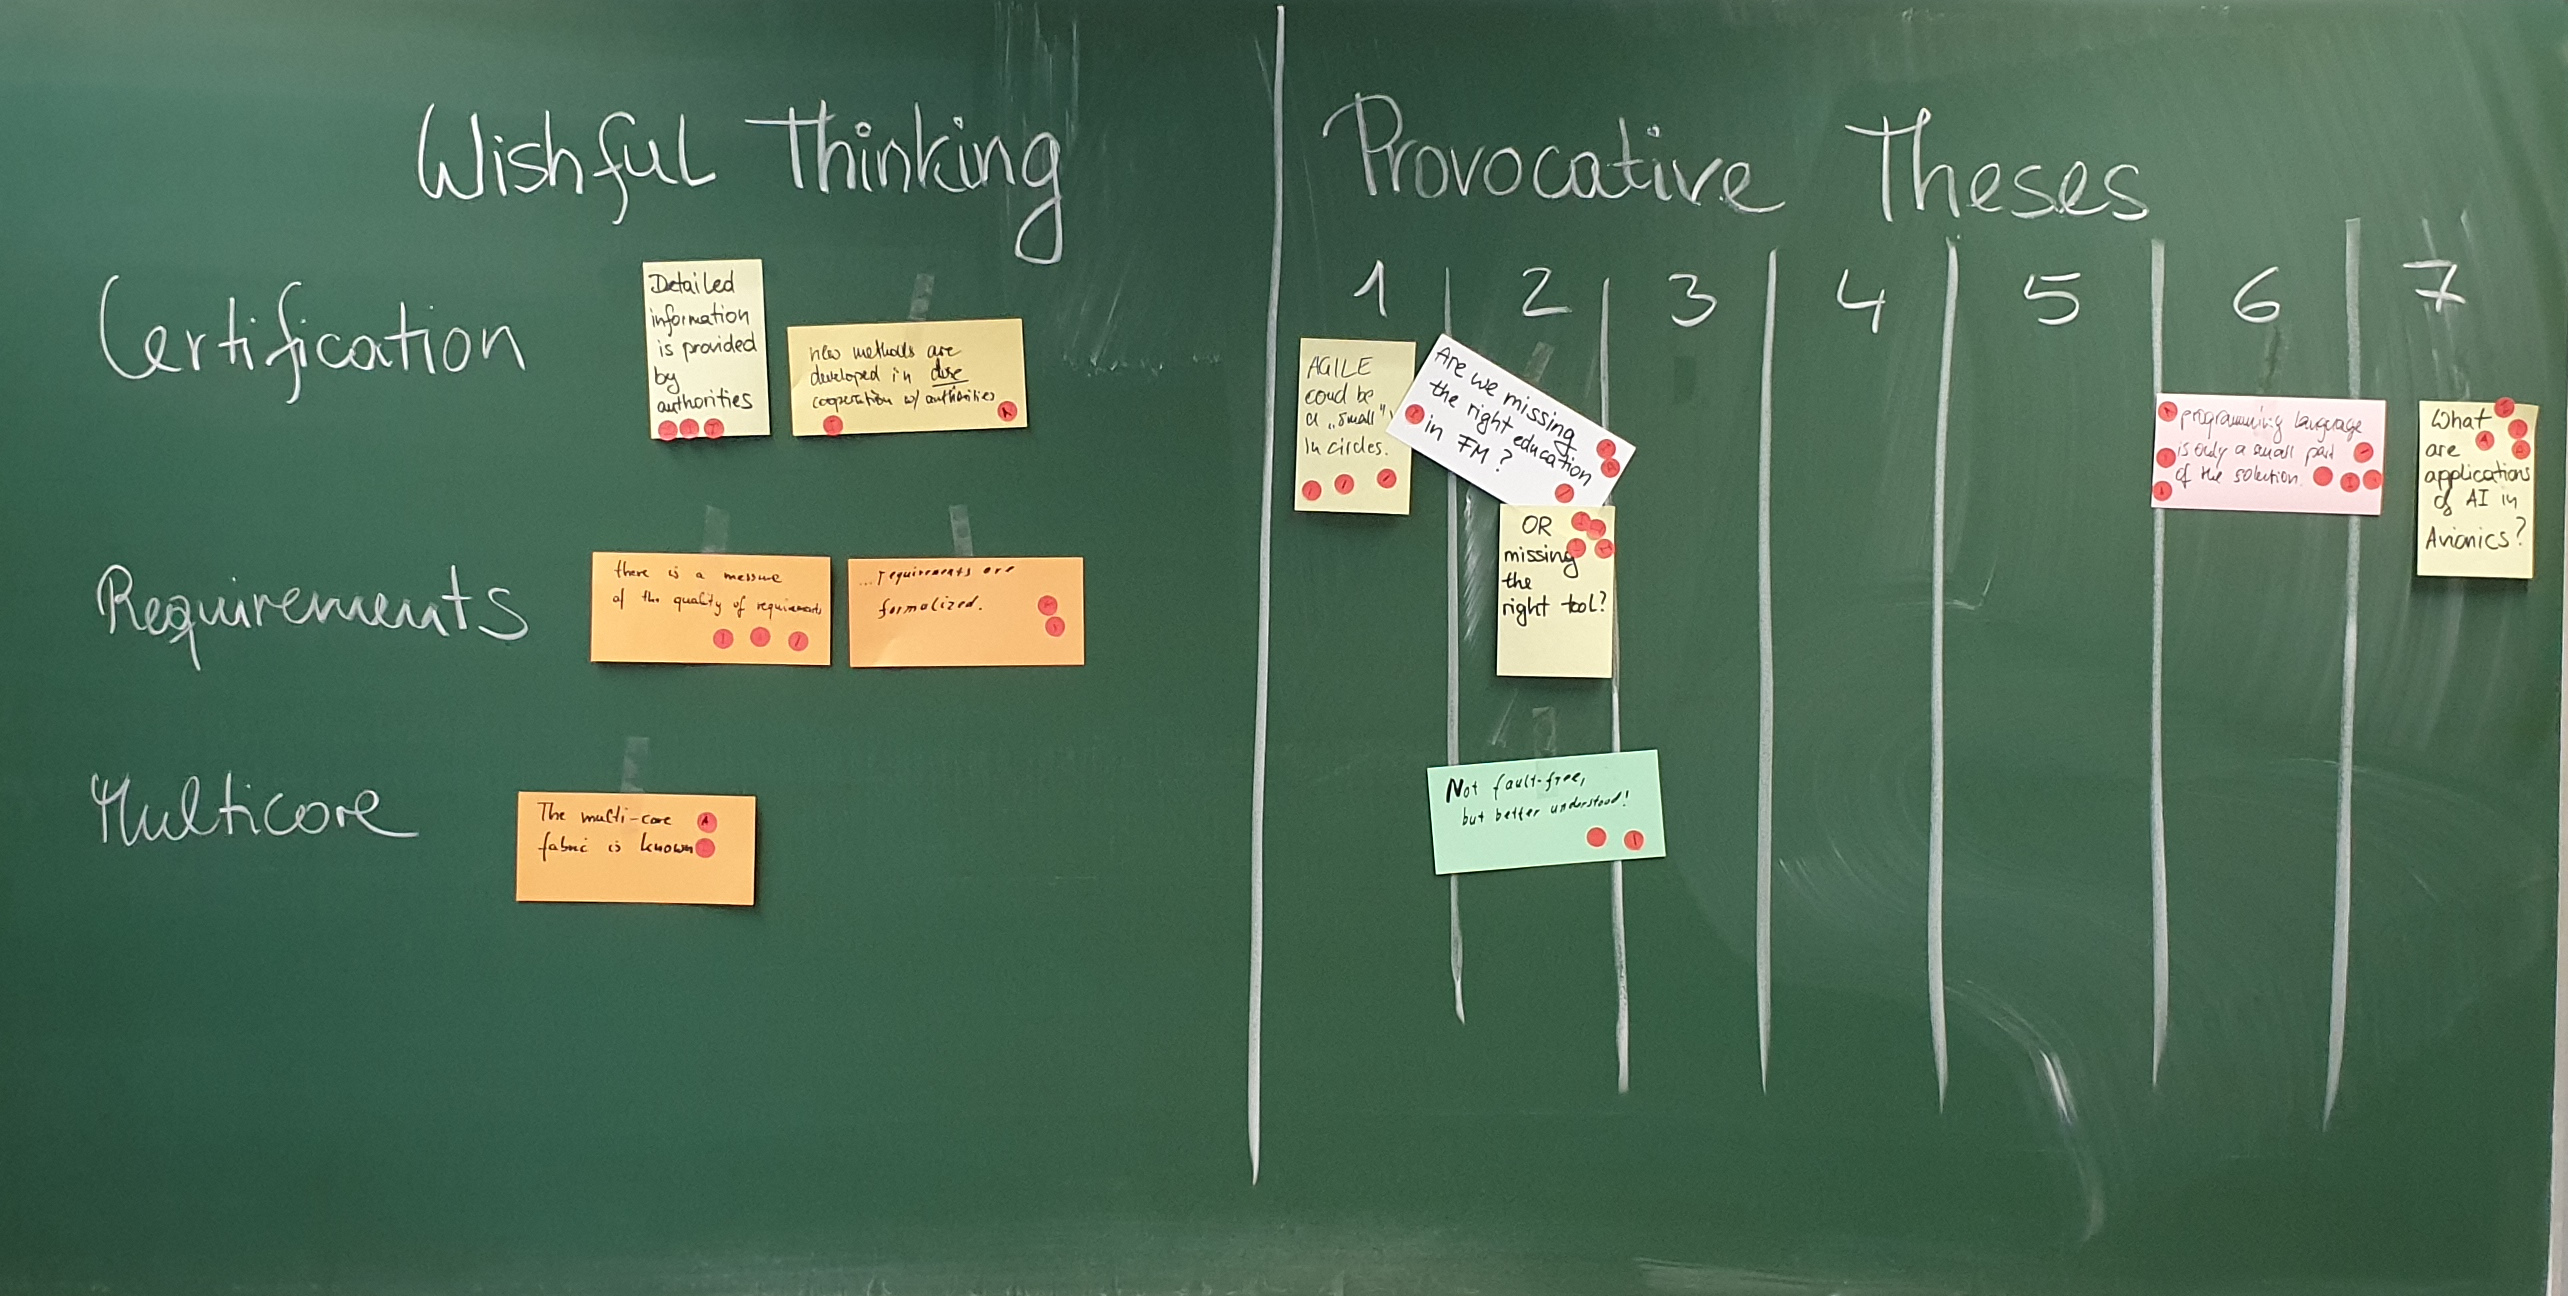 Wishful Thinking
Certification
Detailed
information
is provided
by
authorities
new methods are
developed in close
cooperation w/ authorities
Requirements
there is a messure
of the quality of requirements
...requirements are
formalized.
Multicore
The multi-core
fabric is known
Provocative Theses
1 2 3 4 5 6 7
AGILE
coud be
a „small"
in circles.
Are we missing
the right education
in FM?
OR
missing
the
right tool?
Not fault-free,
but better understood!
programming language
is only a small part
of the solution.
What
are
applications
of AI in
Avionics?